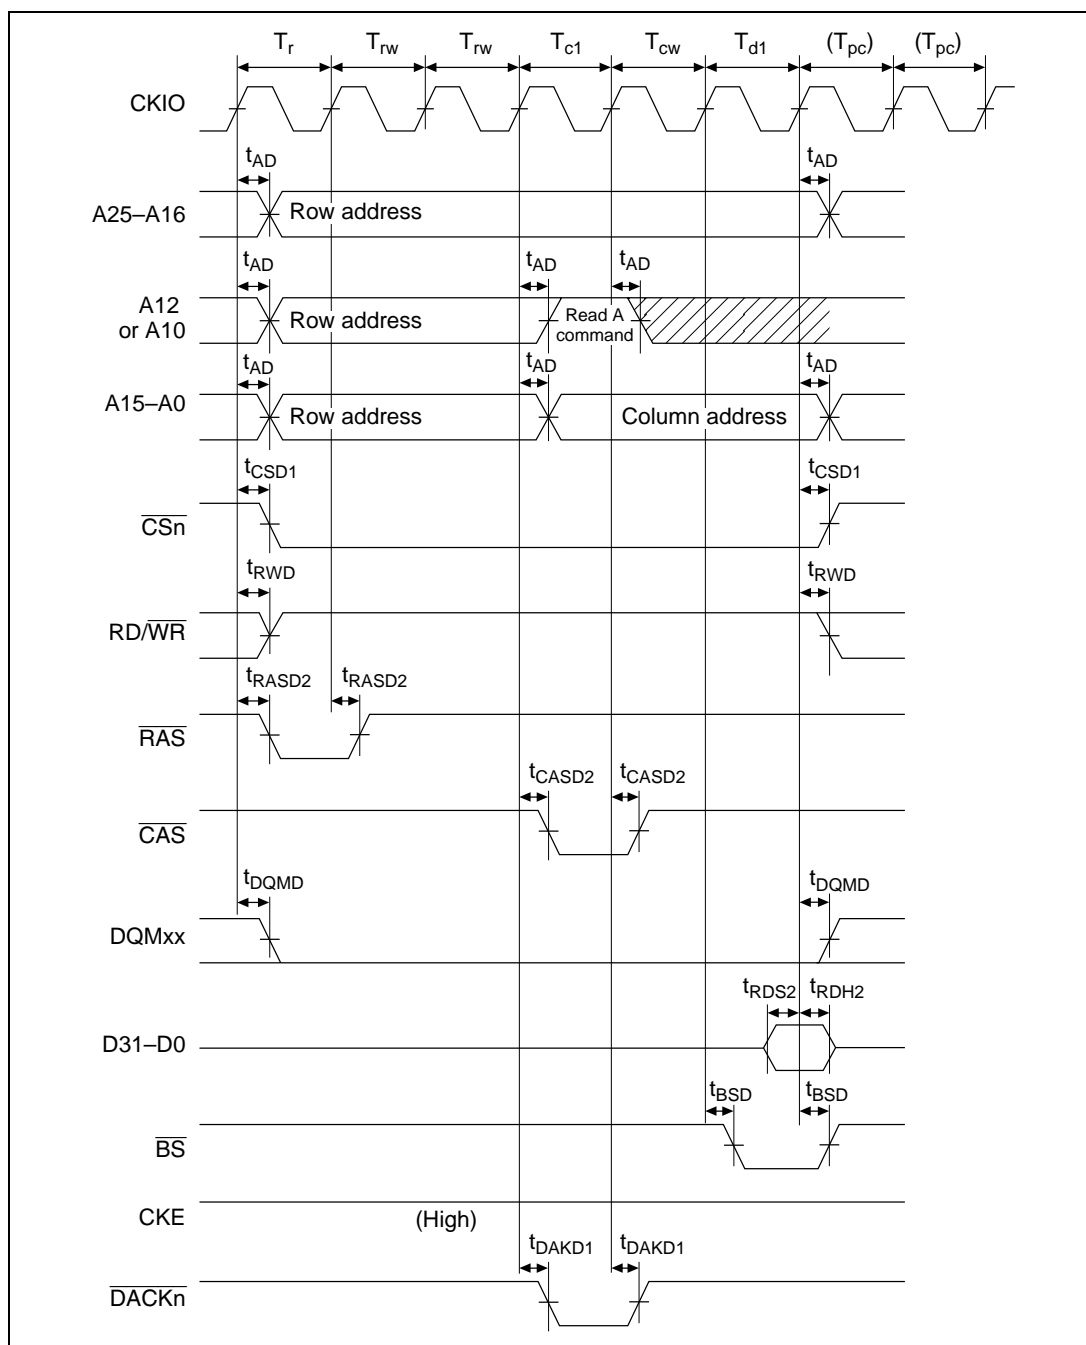 Tr Trw Trw Tc1 Tcw Td1 (Tpc) (Tpc)
CKIO
tAD tAD
A25–A16 Row address
tAD tAD tAD
A12 or A10 Row address Read A command
tAD tAD tAD
A15–A0 Row address Column address
tCSD1 tCSD1
CSn
tRWD tRWD
RD/WR
tRASD2 tRASD2
RAS
tCASD2 tCASD2
CAS
tDQMD tDQMD
DQMxx
tRDS2 tRDH2
D31–D0
tBSD tBSD
BS
CKE (High)
tDAKD1 tDAKD1
DACKn